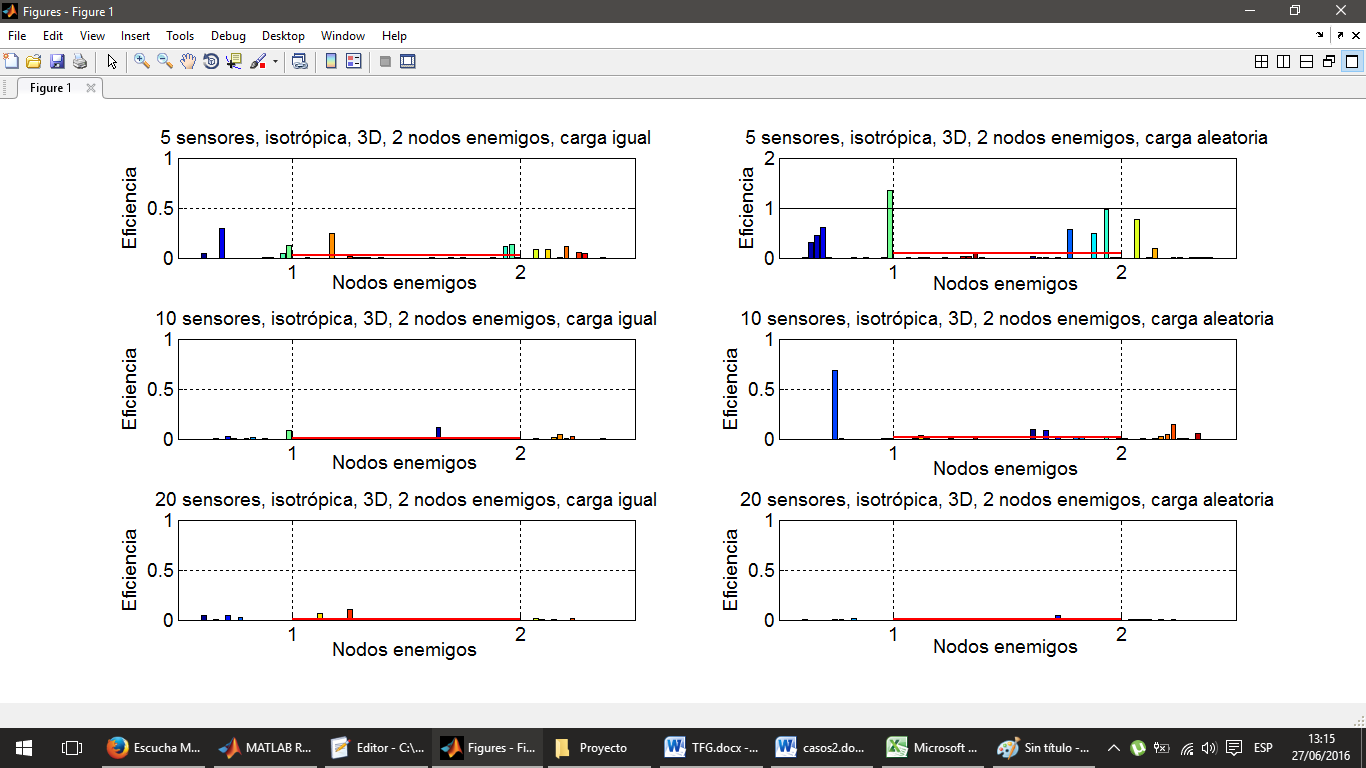 Figures - Figure 1
File Edit View Insert Tools Debug Desktop Window Help
Figure 1
5 sensores, isotrópica, 3D, 2 nodos enemigos, carga igual
1
0.5
0
Eficiencia
1 2
Nodos enemigos
5 sensores, isotrópica, 3D, 2 nodos enemigos, carga aleatoria
2
1
0
Eficiencia
1 2
Nodos enemigos
10 sensores, isotrópica, 3D, 2 nodos enemigos, carga igual
1
0.5
0
Eficiencia
1 2
Nodos enemigos
10 sensores, isotrópica, 3D, 2 nodos enemigos, carga aleatoria
1
0.5
0
Eficiencia
1 2
Nodos enemigos
20 sensores, isotrópica, 3D, 2 nodos enemigos, carga igual
1
0.5
0
Eficiencia
1 2
Nodos enemigos
20 sensores, isotrópica, 3D, 2 nodos enemigos, carga aleatoria
1
0.5
0
Eficiencia
1 2
Nodos enemigos
Escucha M... MATLAB R... Editor - C:\... Figures - Fi... Proyecto TFG.docx -... casos2.do... Microsoft ... Sin título -... ESP 13:15
27/06/2016